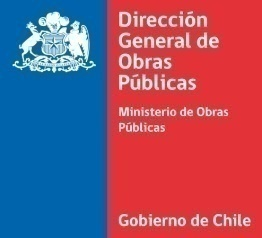 Dirección
General de
Obras
Públicas
Ministerio de Obras
Públicas
Gobierno de Chile